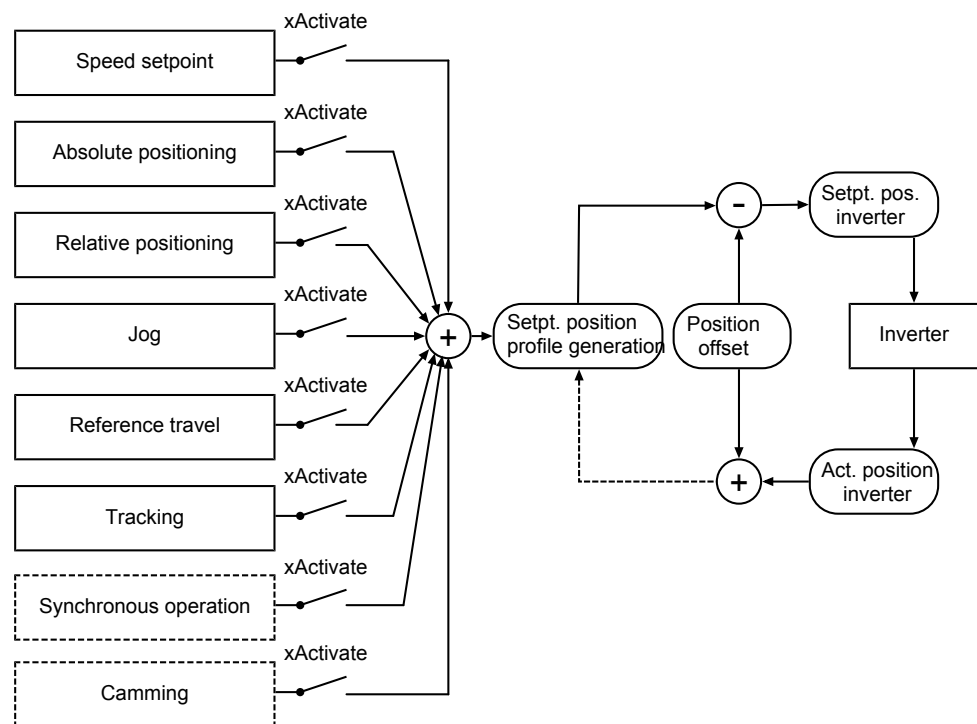 xActivate
Speed setpoint
xActivate
Absolute positioning
xActivate
Relative positioning
xActivate
Jog
xActivate
Reference travel
xActivate
Tracking
xActivate
Synchronous operation
xActivate
Camming
+
Setpt. position
profile generation
-
Position
offset
+
Setpt. pos.
inverter
Inverter
Act. position
inverter